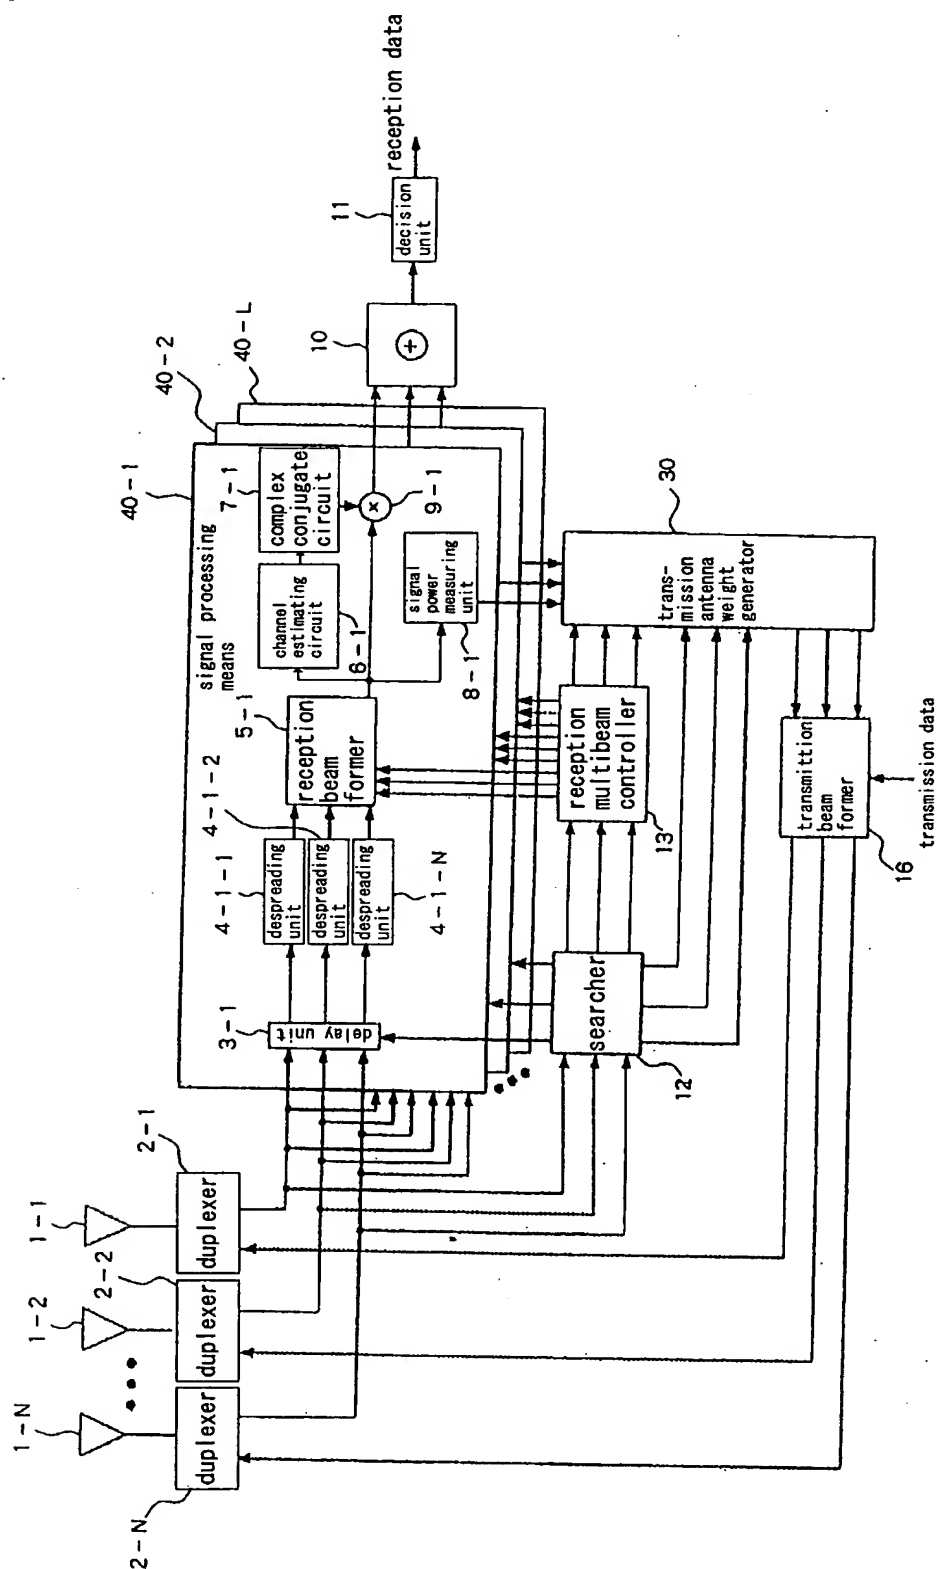 1-1
1-2
1-N
2-1
2-2
2-N
duplexer
duplexer
duplexer
3-1
delay unit
4-1-1
4-1-2
4-1-N
despreading
unit
despreading
unit
despreading
unit
5-1
reception
beam
former
signal processing
means
40-1
40-2
40-L
channel
estimating
circuit
6-1
7-1
complex
conjugate
circuit
×
9-1
signal
power
measuring
unit
8-1
10
+
11
decision
unit
reception data
searcher
12
reception
multibeam
controller
13
30
trans-
mission
antenna
weight
generator
transmittion
beam
former
16
transmission data